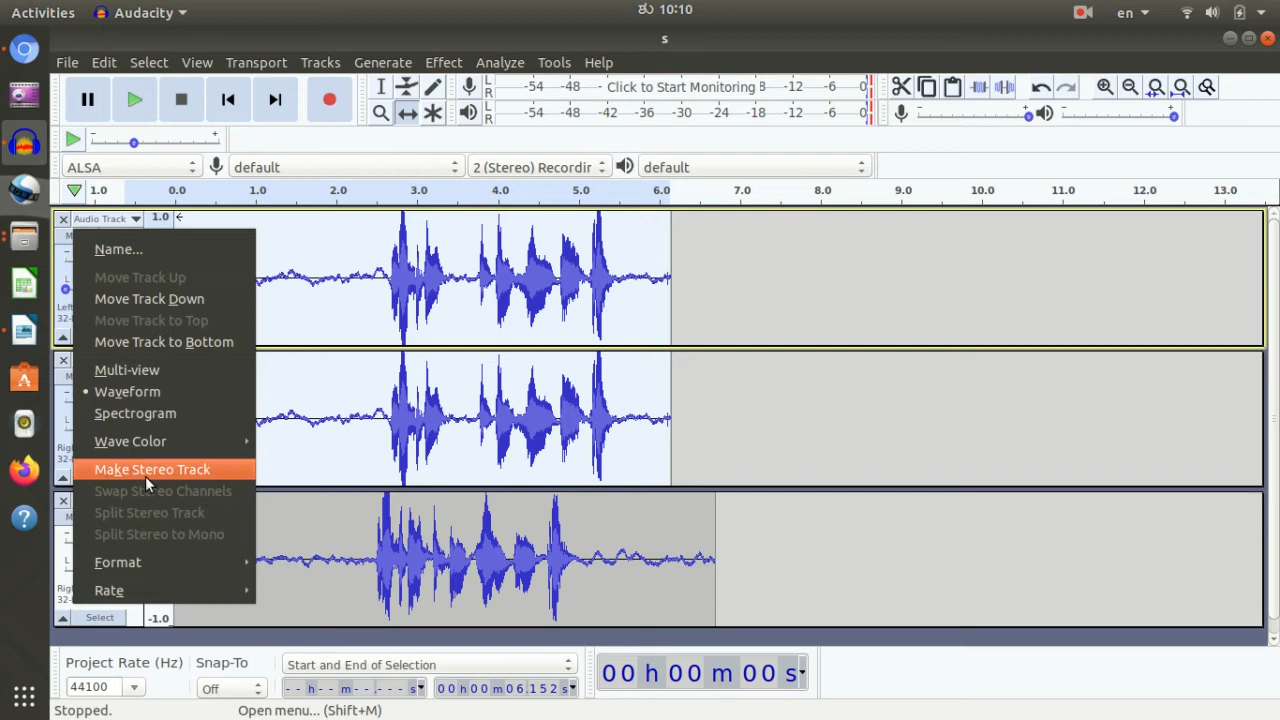 Activities Audacity ಶು 10:10 en
s
File Edit Select View Transport Tracks Generate Effect Analyze Tools Help
L R -54 -48 - Click to Start Monitoring 8 -12 -6 0
L R -54 -48 -42 -36 -30 -24 -18 -12 -6 0
- +
ALSA default 2 (Stereo) Recordin default
1.0 0.0 1.0 2.0 3.0 4.0 5.0 6.0 7.0 8.0 9.0 10.0 11.0 12.0 13.0
Audio Track 1.0
Name...
Move Track Up
Move Track Down
Move Track to Top
Move Track to Bottom
Multi-view
Waveform
Spectrogram
Wave Color
Make Stereo Track
Swap Stereo Channels
Split Stereo Track
Split Stereo to Mono
Format
Rate
Select -1.0
Project Rate (Hz) Snap-To Start and End of Selection
44100 Off - - h - - m - - . - - - s 00 h 00 m 06.152 s
00 h 00 m 00 s
Stopped. Open menu... (Shift+M)